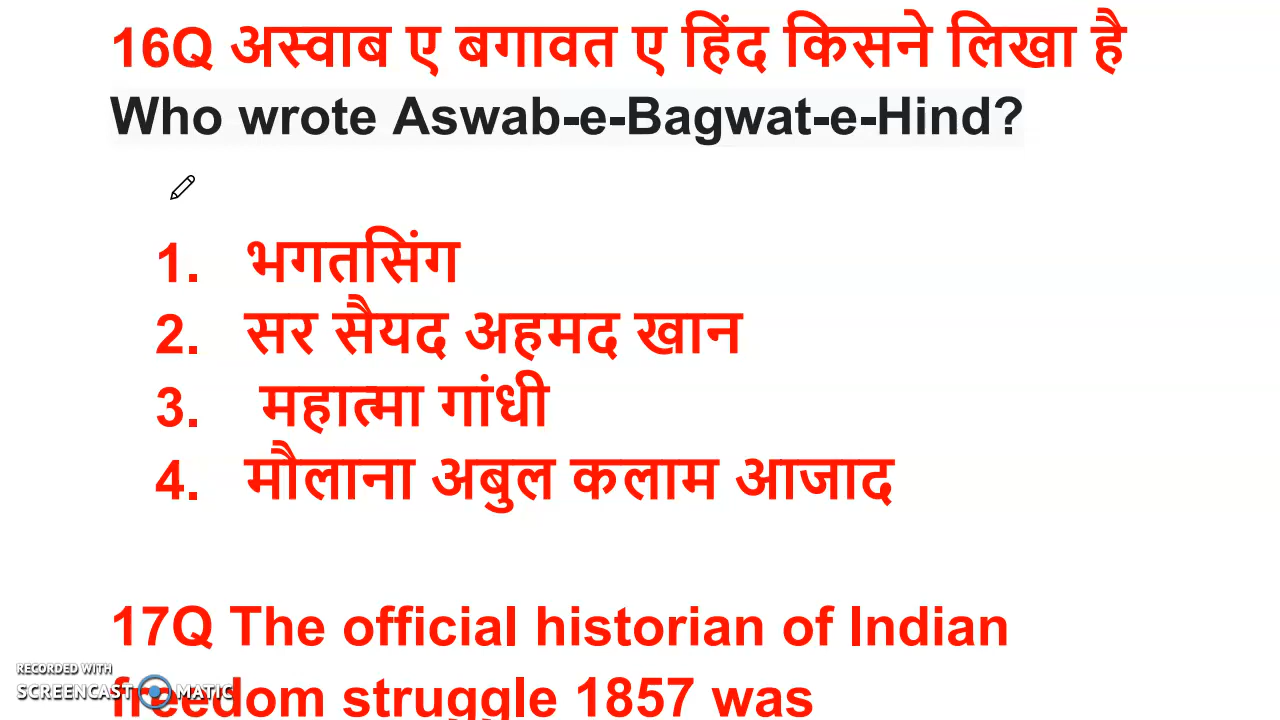 16Q अस्वाब ए बगावत ए हिंद किसने लिखा है
Who wrote Aswab-e-Bagwat-e-Hind?
1. भगतसिंग
2. सर सैयद अहमद खान
3. महात्मा गांधी
4. मौलाना अबुल कलाम आजाद
17Q The official historian of Indian
freedom struggle 1857 was
RECORDED WITH
SCREENCAST MATIC